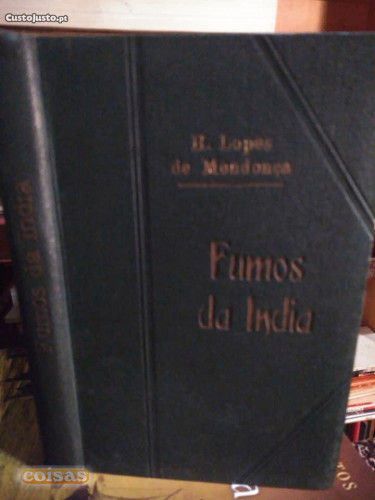 CustoJusto.pt
H. Lopes
de Mendonça
Fumos
da India
Fumos da India
coisas